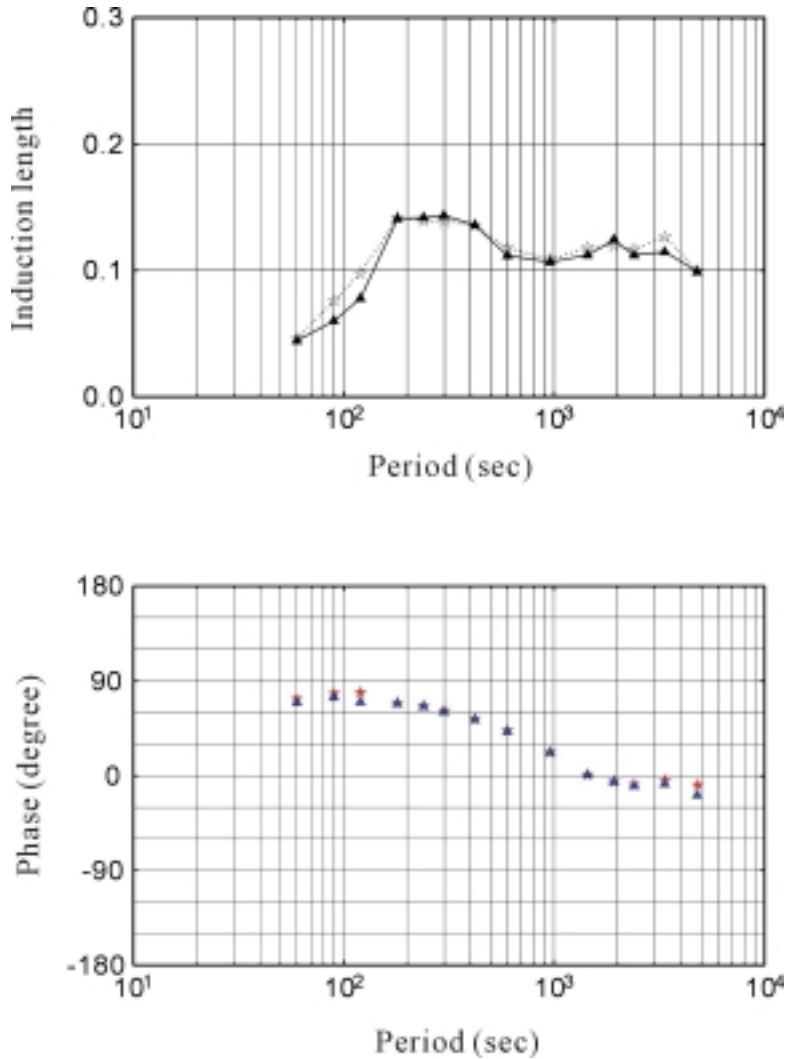 0.3
0.2
0.1
0.0
Induction length
10¹ 10² 10³ 10⁴
Period (sec)
180
90
0
-90
-180
Phase (degree)
10¹ 10² 10³ 10⁴
Period (sec)